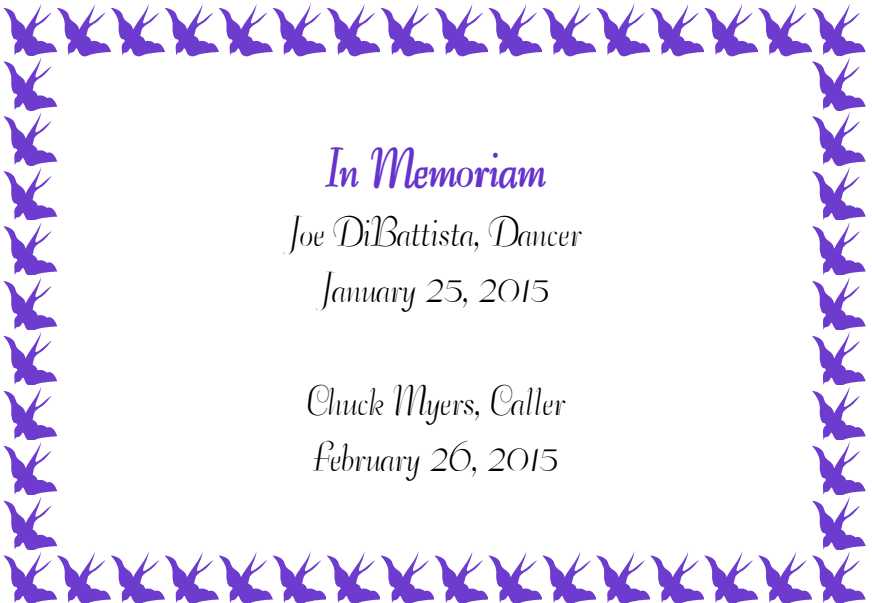 In Memoriam
Joe DiBattista, Dancer
January 25, 2015
Chuck Myers, Caller
February 26, 2015